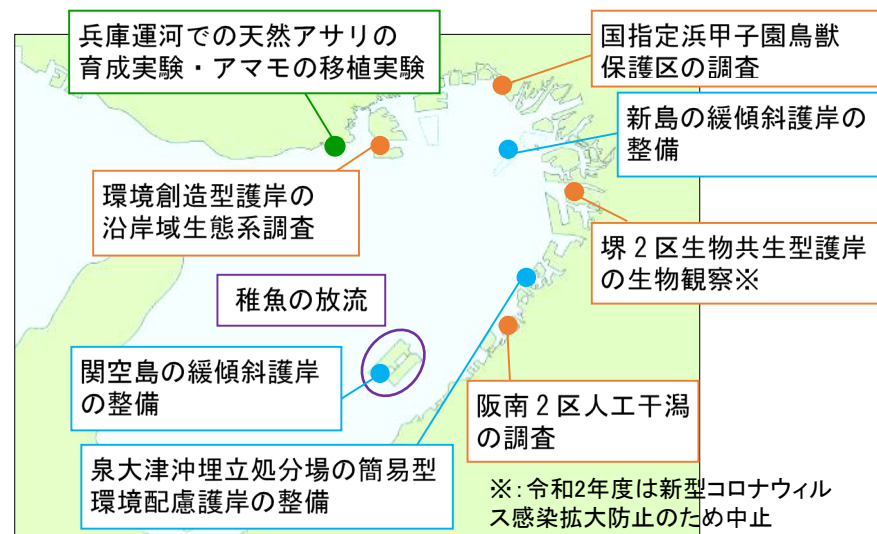 兵庫運河での天然アサリの
育成実験・アマモの移植実験
国指定浜甲子園鳥獣
保護区の調査
新島の緩傾斜護岸の
整備
環境創造型護岸の
沿岸域生態系調査
堺2区生物共生型護岸
の生物観察※
稚魚の放流
関空島の緩傾斜護岸
の整備
阪南2区人工干潟
の調査
泉大津沖埋立処分場の簡易型
環境配慮護岸の整備
※:令和2年度は新型コロナウィル
ス感染拡大防止のため中止